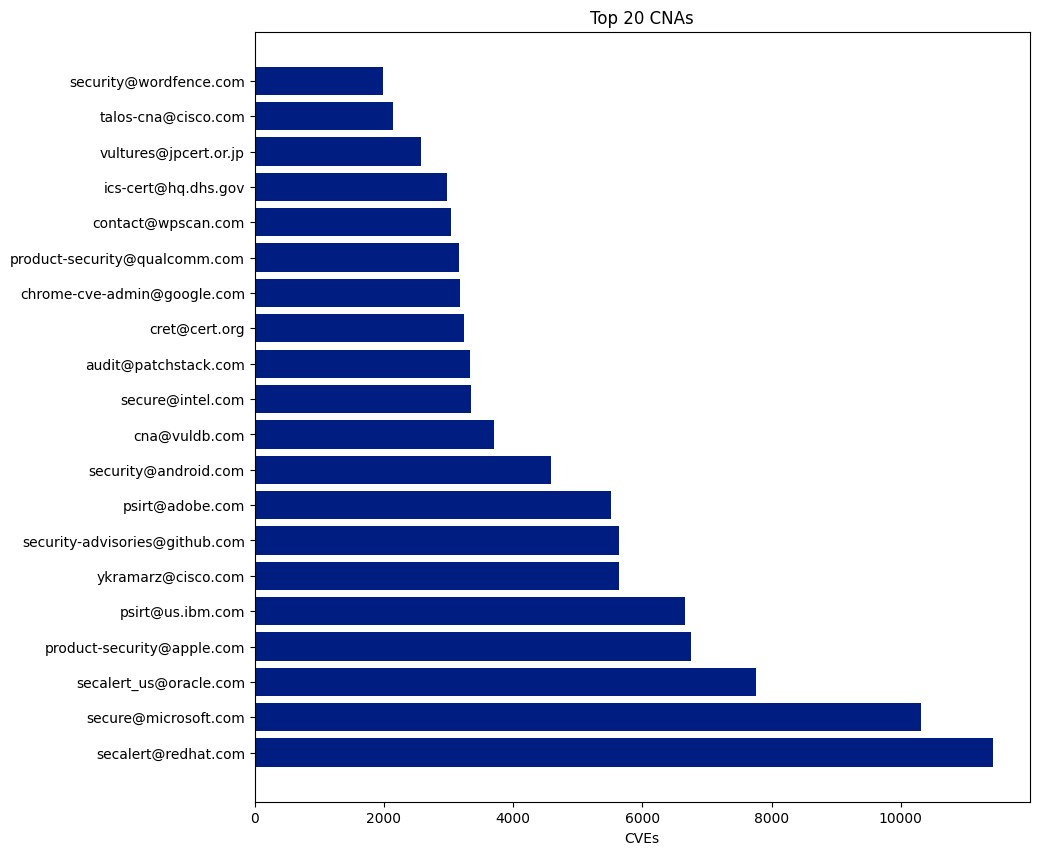 Top 20 CNAs
security@wordfence.com
talos-cna@cisco.com
vultures@jpcert.or.jp
ics-cert@hq.dhs.gov
contact@wpscan.com
product-security@qualcomm.com
chrome-cve-admin@google.com
cret@cert.org
audit@patchstack.com
secure@intel.com
cna@vuldb.com
security@android.com
psirt@adobe.com
security-advisories@github.com
ykramarz@cisco.com
psirt@us.ibm.com
product-security@apple.com
secalert_us@oracle.com
secure@microsoft.com
secalert@redhat.com
0 2000 4000 6000 8000 10000
CVEs